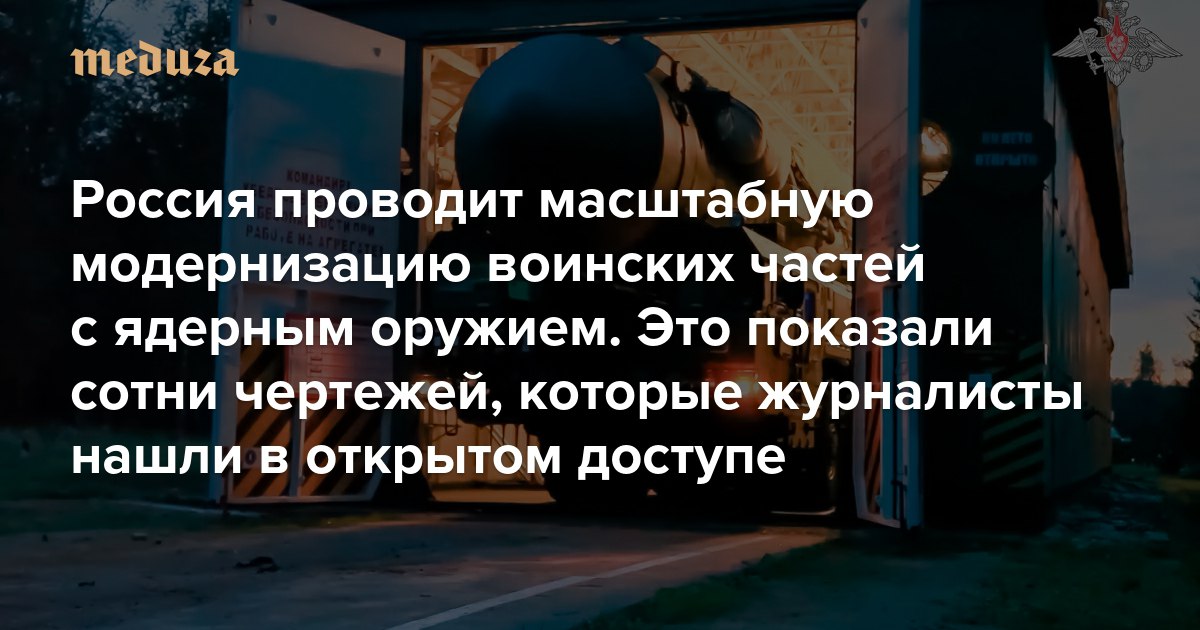 meduza
Россия проводит масштабную
модернизацию воинских частей
с ядерным оружием. Это показали
сотни чертежей, которые журналисты
нашли в открытом доступе